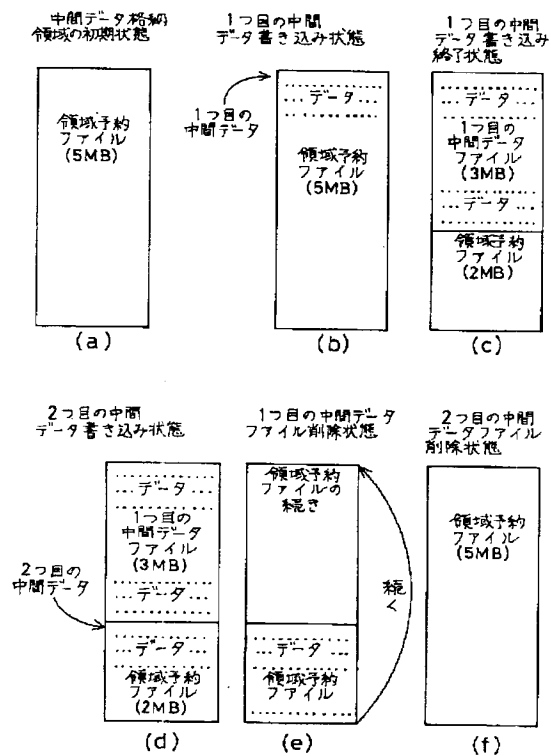 中間データ格納
領域の初期状態
領域予約
ファイル
(5MB)
(a)
1つ目の中間
データ書き込み状態
1つ目の
中間データ
...データ...
領域予約
ファイル
(5MB)
(b)
1つ目の中間
データ書き込み
終了状態
...データ...
1つ目の
中間データ
ファイル
(3MB)
...データ...
領域予約
ファイル
(2MB)
(c)
2つ目の中間
データ書き込み状態
2つ目の
中間データ
...データ...
1つ目の
中間データ
ファイル
(3MB)
...データ...
...データ...
領域予約
ファイル
(2MB)
(d)
1つ目の中間データ
ファイル削除状態
領域予約
ファイルの
続き
続く
...データ...
領域予約
ファイル
(e)
2つ目の中間
データファイル
削除状態
領域予約
ファイル
(5MB)
(f)